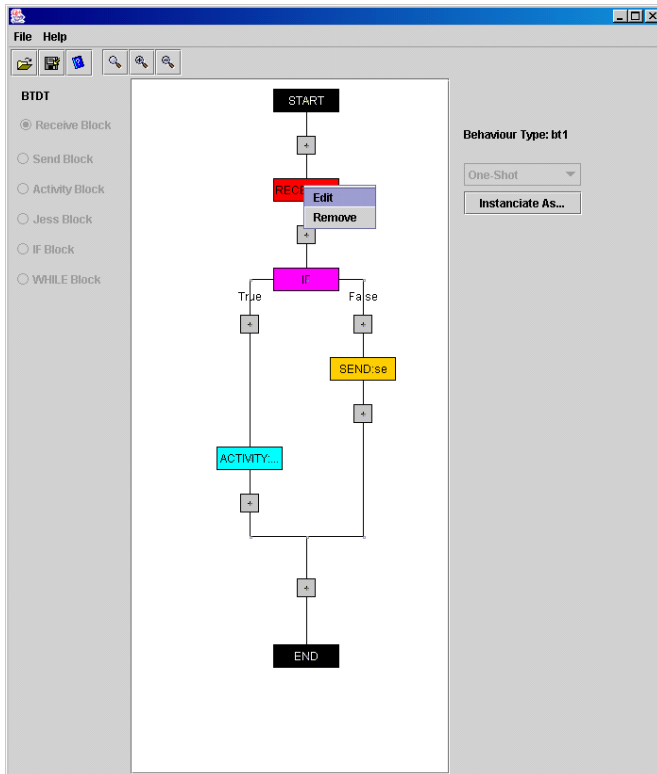 File Help
BTDT
Receive Block
Send Block
Activity Block
Jess Block
IF Block
WHILE Block
START
+
RECE
Edit
Remove
+
IF
True
False
+
+
SEND:se
+
ACTIVITY:...
+
+
END
Behaviour Type: bt1
One-Shot
Instanciate As...